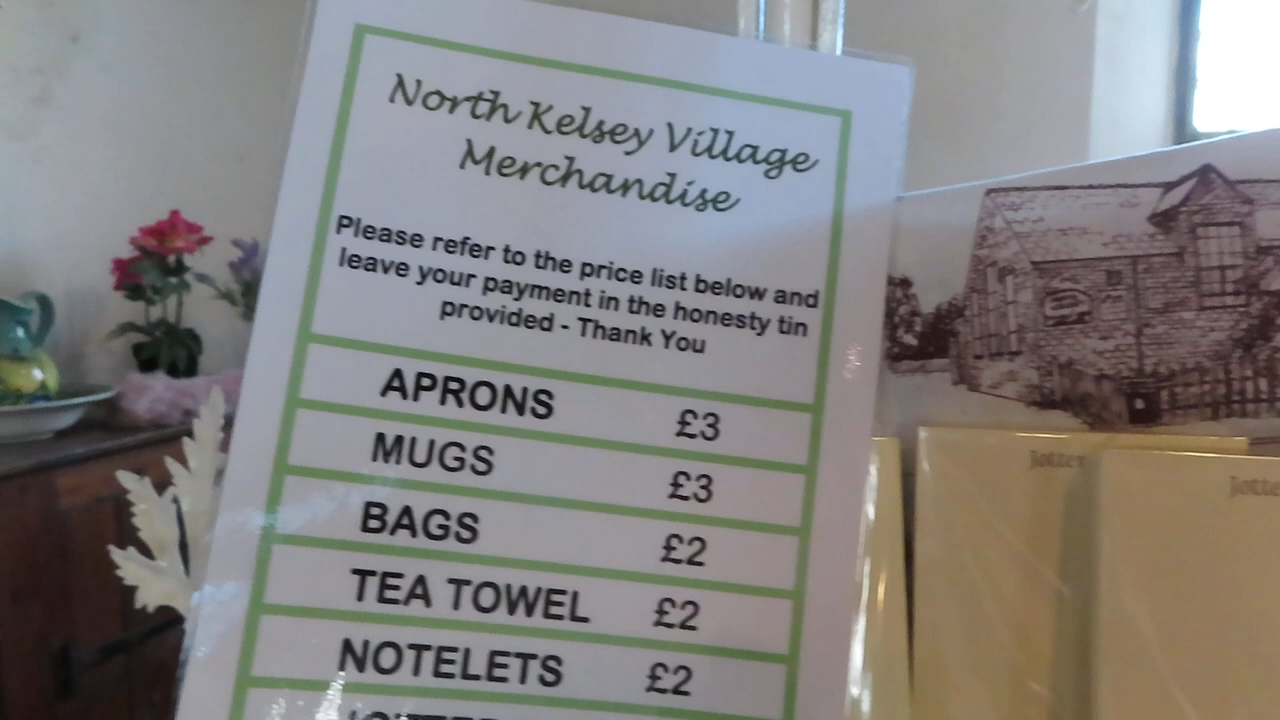 North Kelsey Village
Merchandise
Please refer to the price list below and
leave your payment in the honesty tin
provided - Thank You
APRONS £3
MUGS £3
BAGS £2
TEA TOWEL £2
NOTELETS £2
Jotter